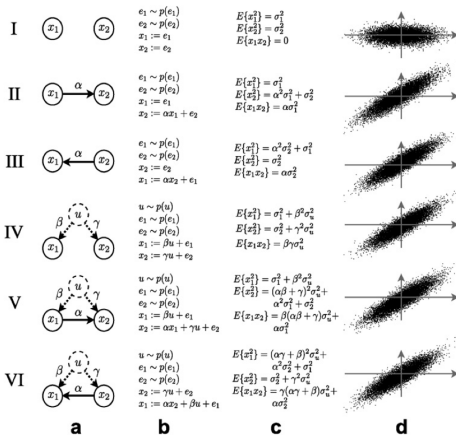 I
x₁ x₂
e₁ ~ p(e₁)
e₂ ~ p(e₂)
x₁ := e₁
x₂ := e₂
E{x₁²} = σ₁²
E{x₂²} = σ₂²
E{x₁x₂} = 0
II
x₁ α x₂
e₁ ~ p(e₁)
e₂ ~ p(e₂)
x₁ := e₁
x₂ := αx₁ + e₂
E{x₁²} = σ₁²
E{x₂²} = α²σ₁² + σ₂²
E{x₁x₂} = ασ₁²
III
x₁ α x₂
e₁ ~ p(e₁)
e₂ ~ p(e₂)
x₂ := e₂
x₁ := αx₂ + e₁
E{x₁²} = α²σ₂² + σ₁²
E{x₂²} = σ₂²
E{x₁x₂} = ασ₂²
IV
u
β γ
x₁ x₂
u ~ p(u)
e₁ ~ p(e₁)
e₂ ~ p(e₂)
x₁ := βu + e₁
x₂ := γu + e₂
E{x₁²} = σ₁² + β²σᵤ²
E{x₂²} = σ₂² + γ²σᵤ²
E{x₁x₂} = βγσᵤ²
V
u
β γ
x₁ α x₂
u ~ p(u)
e₁ ~ p(e₁)
e₂ ~ p(e₂)
x₁ := βu + e₁
x₂ := αx₁ + γu + e₂
E{x₁²} = σ₁² + β²σᵤ²
E{x₂²} = (αβ + γ)²σᵤ² +
α²σ₁² + σ₂²
E{x₁x₂} = β(αβ + γ)σᵤ² +
ασ₁²
VI
u
β γ
x₁ α x₂
u ~ p(u)
e₁ ~ p(e₁)
e₂ ~ p(e₂)
x₂ := γu + e₂
x₁ := αx₂ + βu + e₁
E{x₁²} = (αγ + β)²σᵤ² +
α²σ₂² + σ₁²
E{x₂²} = σ₂² + γ²σᵤ²
E{x₁x₂} = γ(αγ + β)σᵤ² +
ασ₂²
a b c d